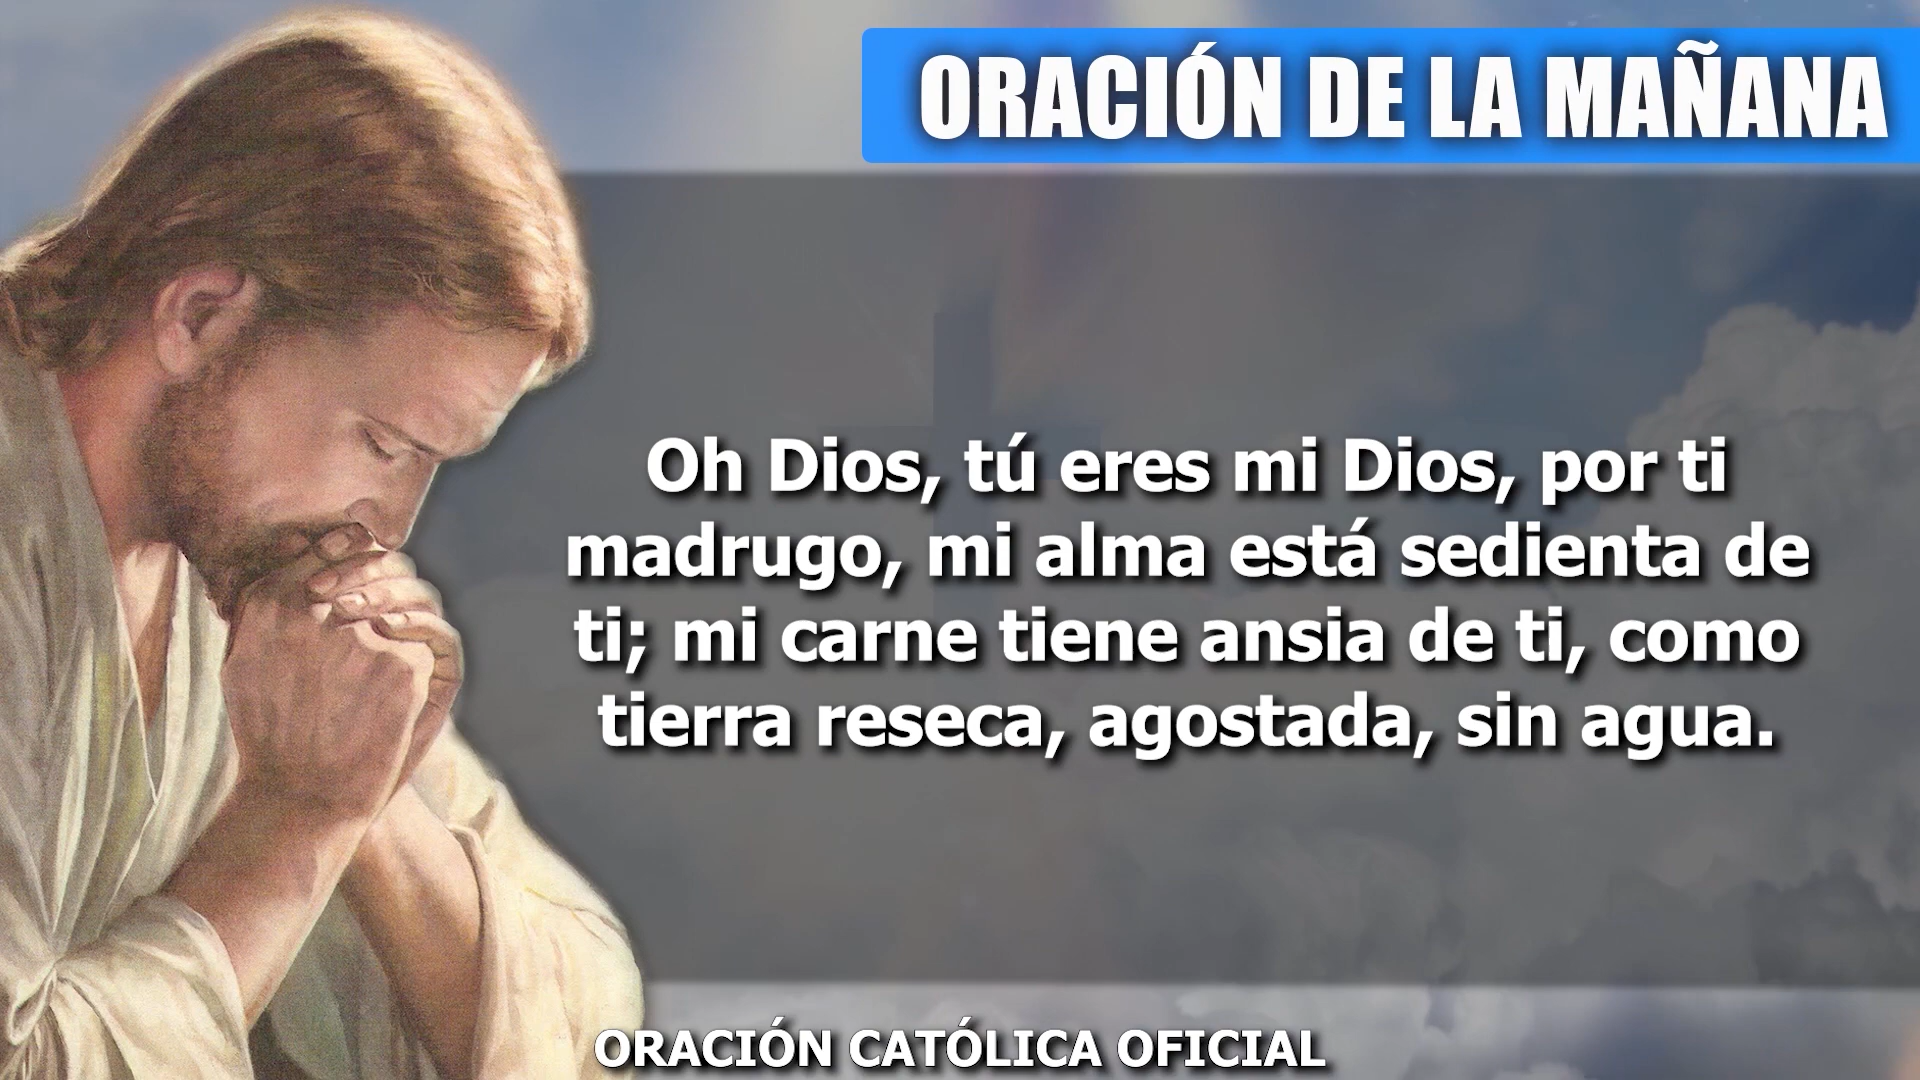 ORACIÓN DE LA MAÑANA
Oh Dios, tú eres mi Dios, por ti
madrugo, mi alma está sedienta de
ti; mi carne tiene ansia de ti, como
tierra reseca, agostada, sin agua.
ORACIÓN CATÓLICA OFICIAL